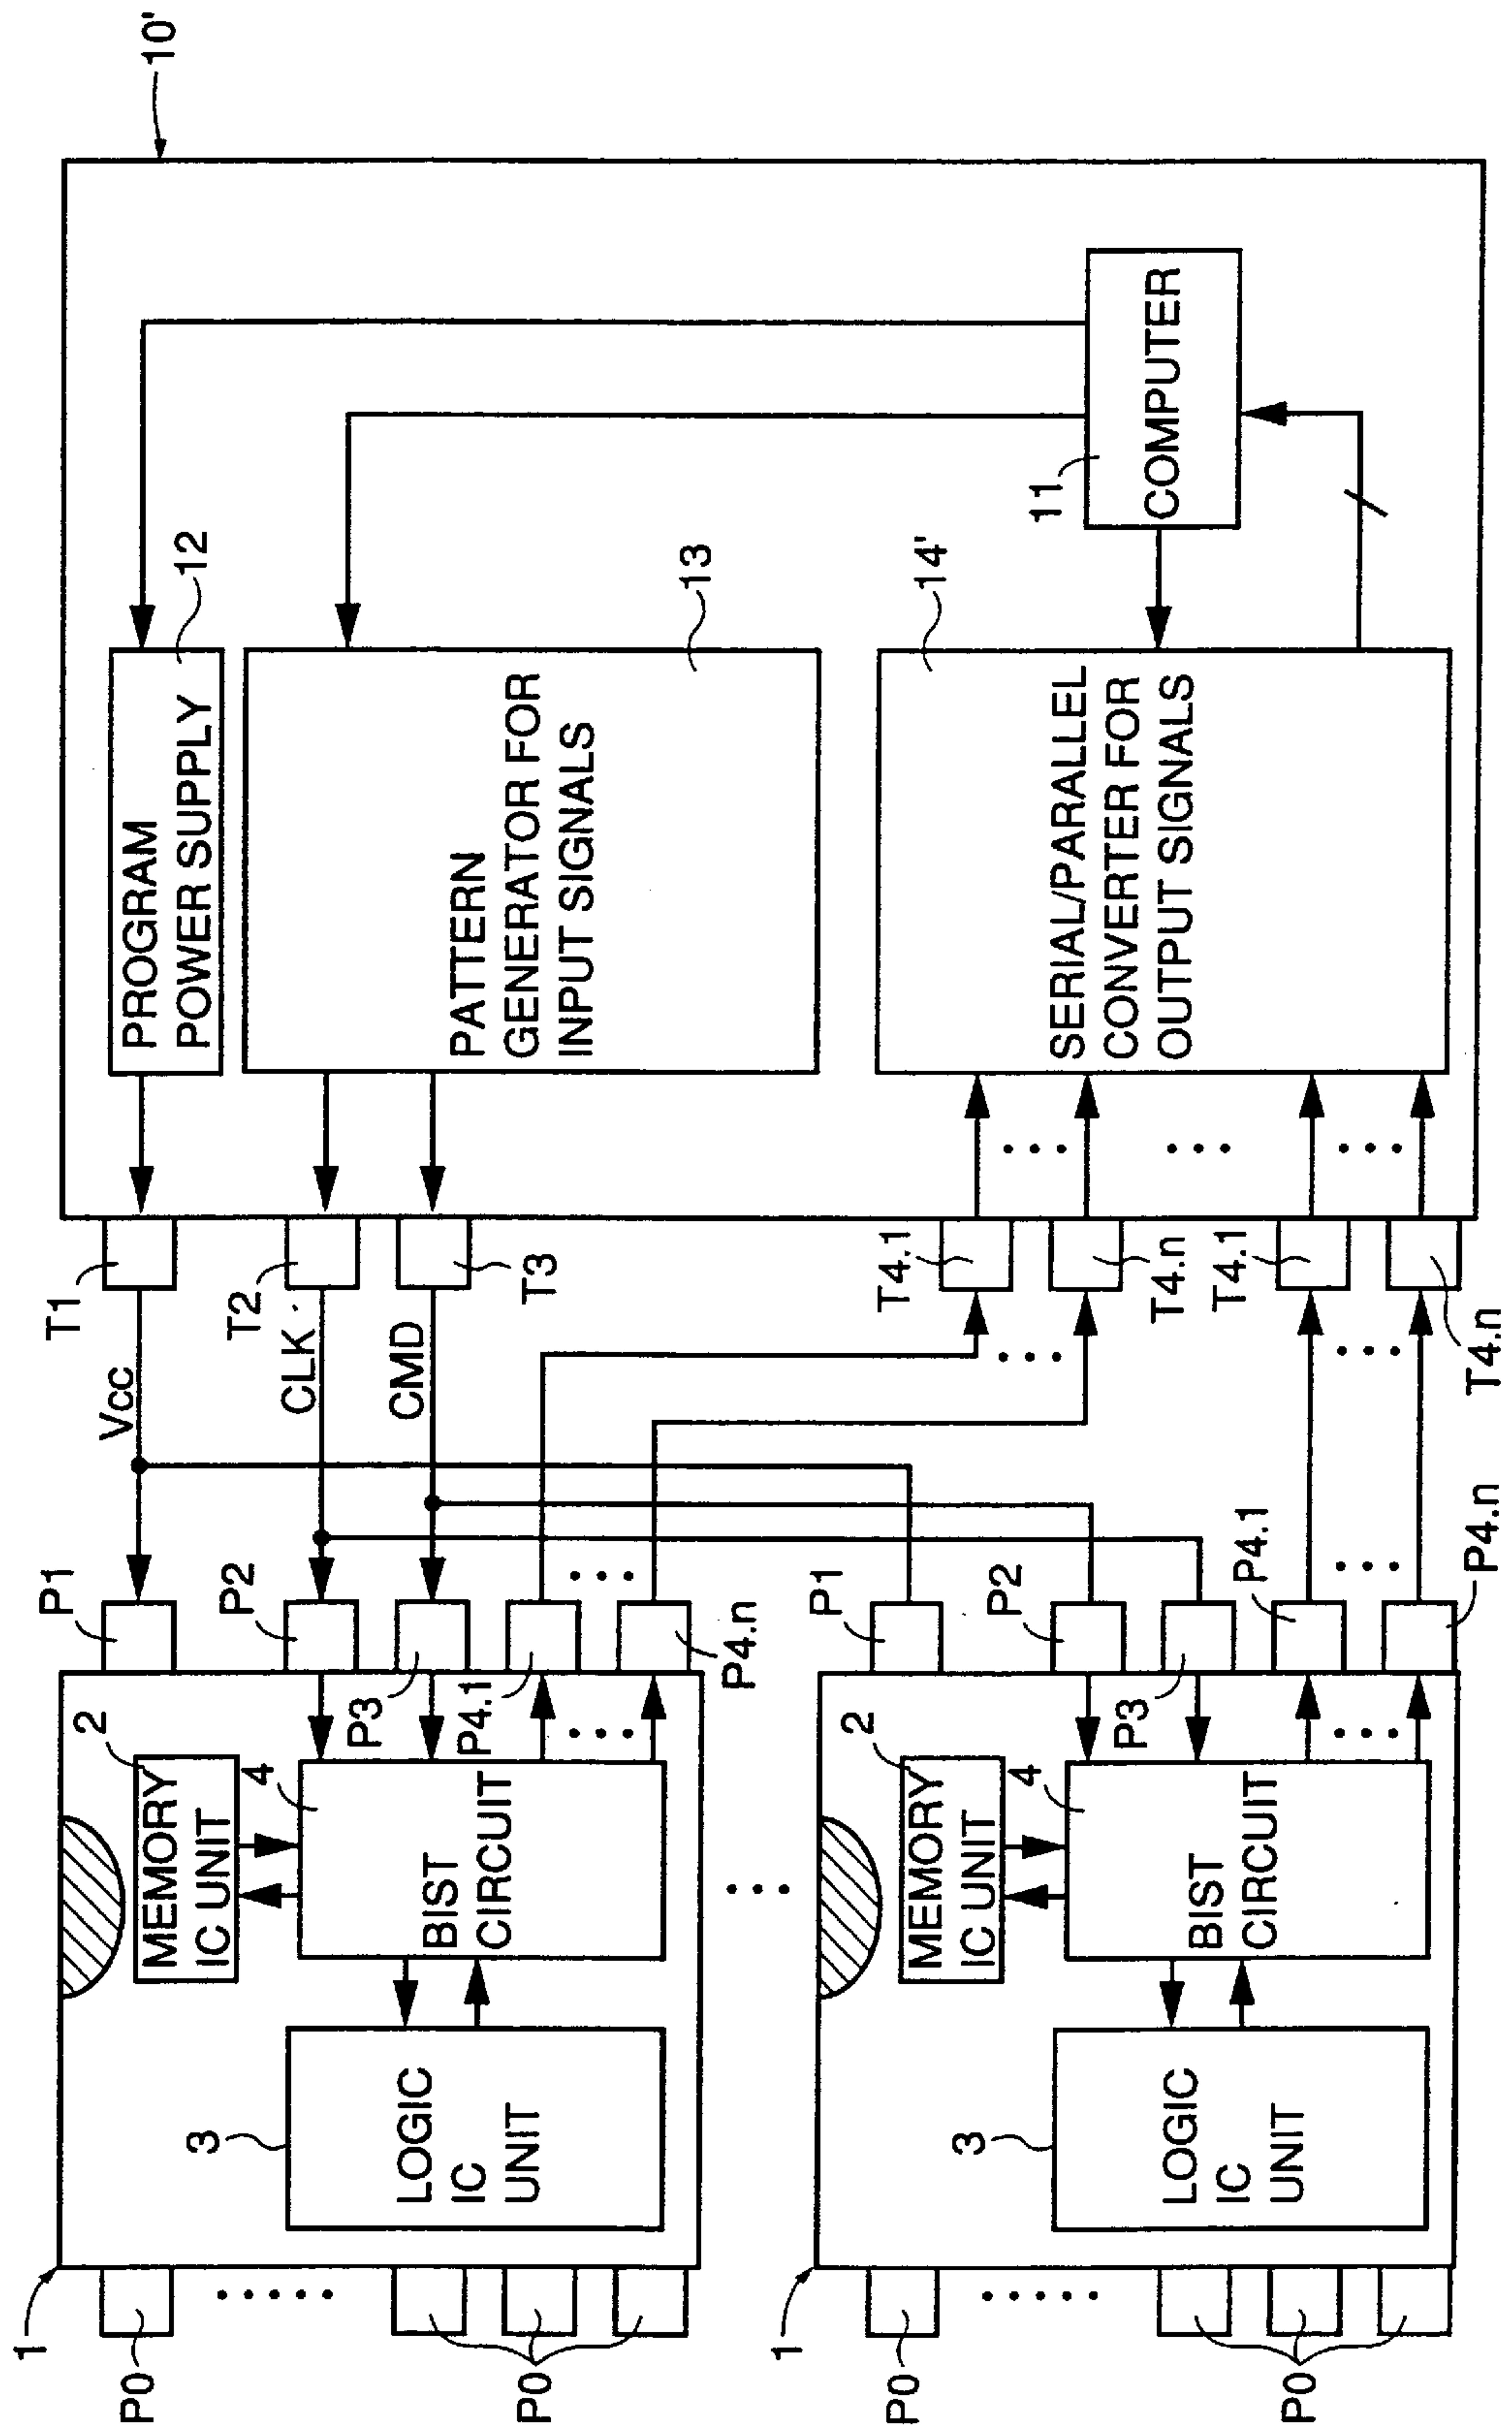 10'
PROGRAM
POWER SUPPLY
12
PATTERN
GENERATOR FOR
INPUT SIGNALS
13
SERIAL/PARALLEL
CONVERTER FOR
OUTPUT SIGNALS
14'
COMPUTER
11
T1
T2
T3
T4.1
T4.n
T4.1
T4.n
Vcc
CLK
CMD
P1
P2
P3
P4.1
P4.n
MEMORY
IC UNIT
2
BIST
CIRCUIT
4
LOGIC
IC
UNIT
3
1
P0
P0
P1
P2
P3
P4.1
P4.n
MEMORY
IC UNIT
2
BIST
CIRCUIT
4
LOGIC
IC
UNIT
3
1
P0
P0